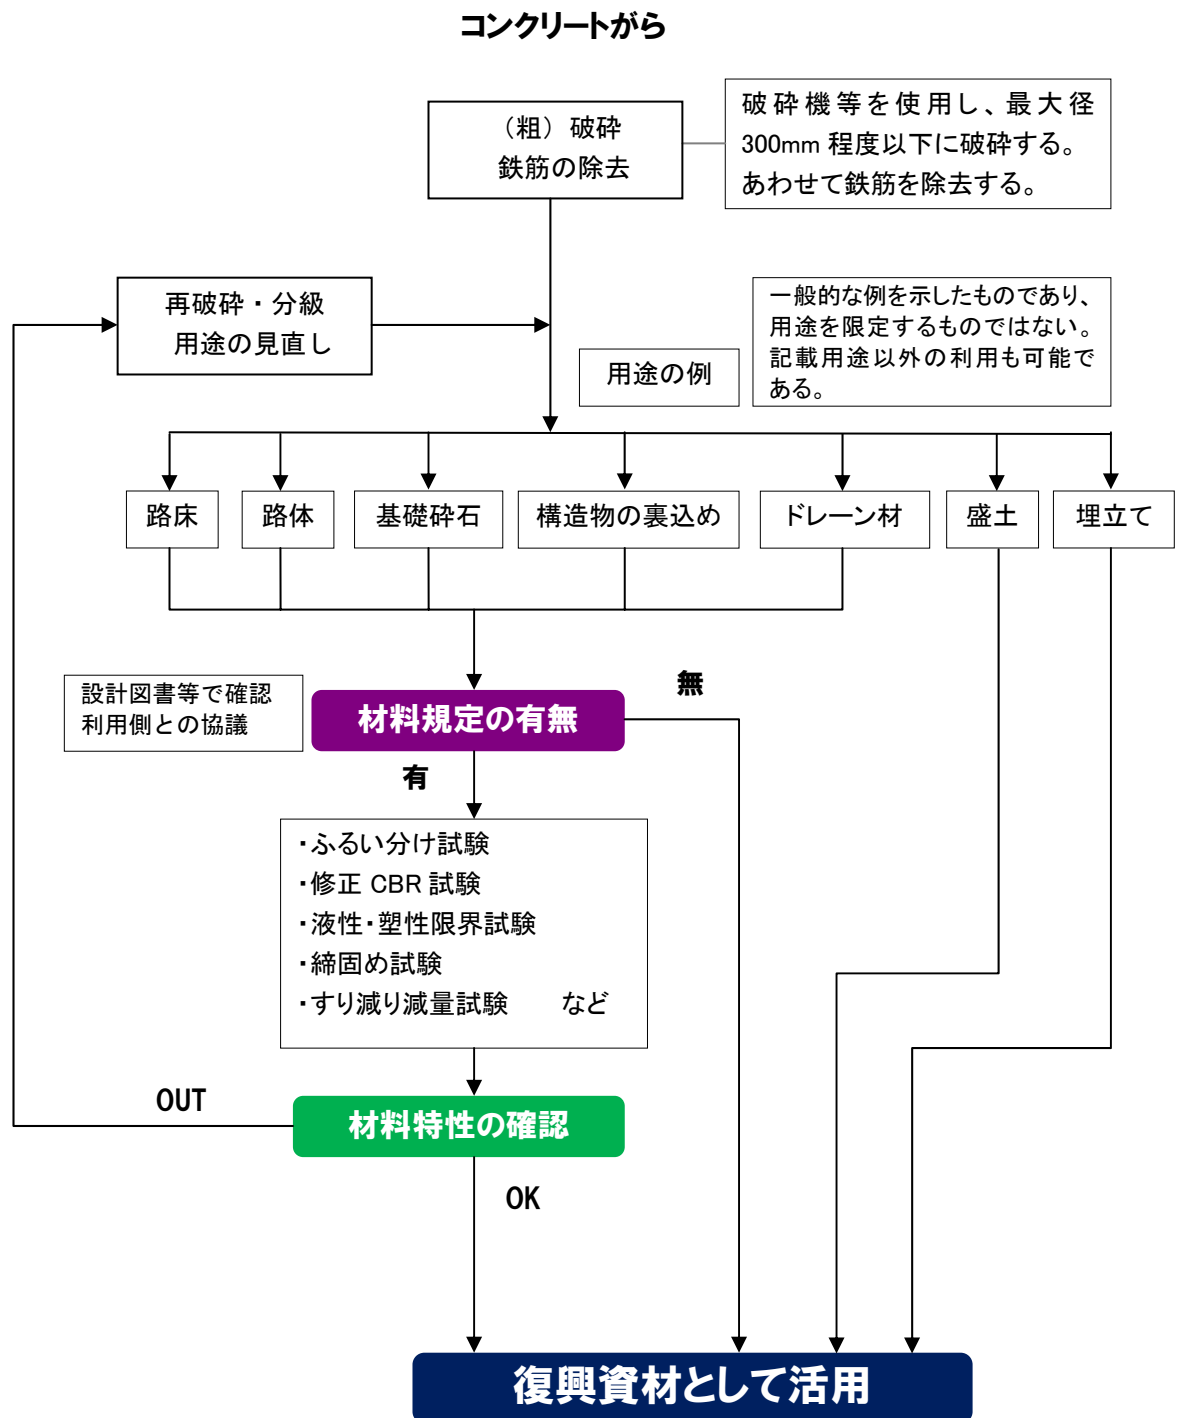 コンクリートがら
（粗）破砕
鉄筋の除去
破砕機等を使用し、最大径
300mm 程度以下に破砕する。
あわせて鉄筋を除去する。
再破砕・分級
用途の見直し
用途の例
一般的な例を示したものであり、
用途を限定するものではない。
記載用途以外の利用も可能で
ある。
路床
路体
基礎砕石
構造物の裏込め
ドレーン材
盛土
埋立て
設計図書等で確認
利用側との協議
材料規定の有無
無
有
・ふるい分け試験
・修正 CBR 試験
・液性・塑性限界試験
・締固め試験
・すり減り減量試験　　など
OUT
材料特性の確認
OK
復興資材として活用